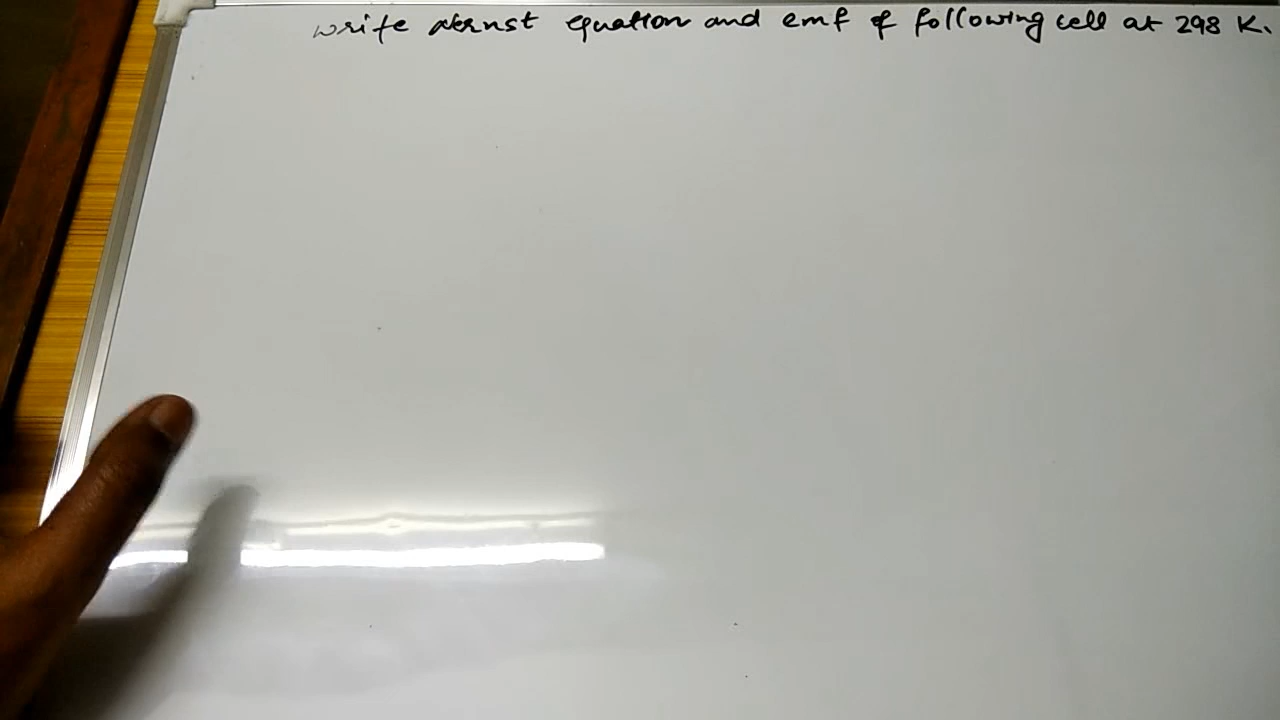 write nernst equation and emf of following cell at 298 K.